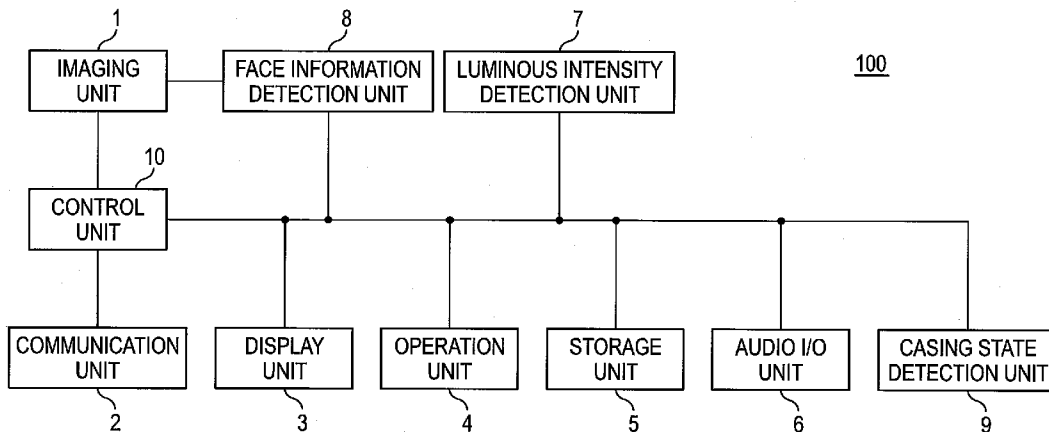 1
8
7
IMAGING
UNIT
FACE INFORMATION
DETECTION UNIT
LUMINOUS INTENSITY
DETECTION UNIT
100
10
CONTROL
UNIT
COMMUNICATION
UNIT
DISPLAY
UNIT
OPERATION
UNIT
STORAGE
UNIT
AUDIO I/O
UNIT
CASING STATE
DETECTION UNIT
2
3
4
5
6
9